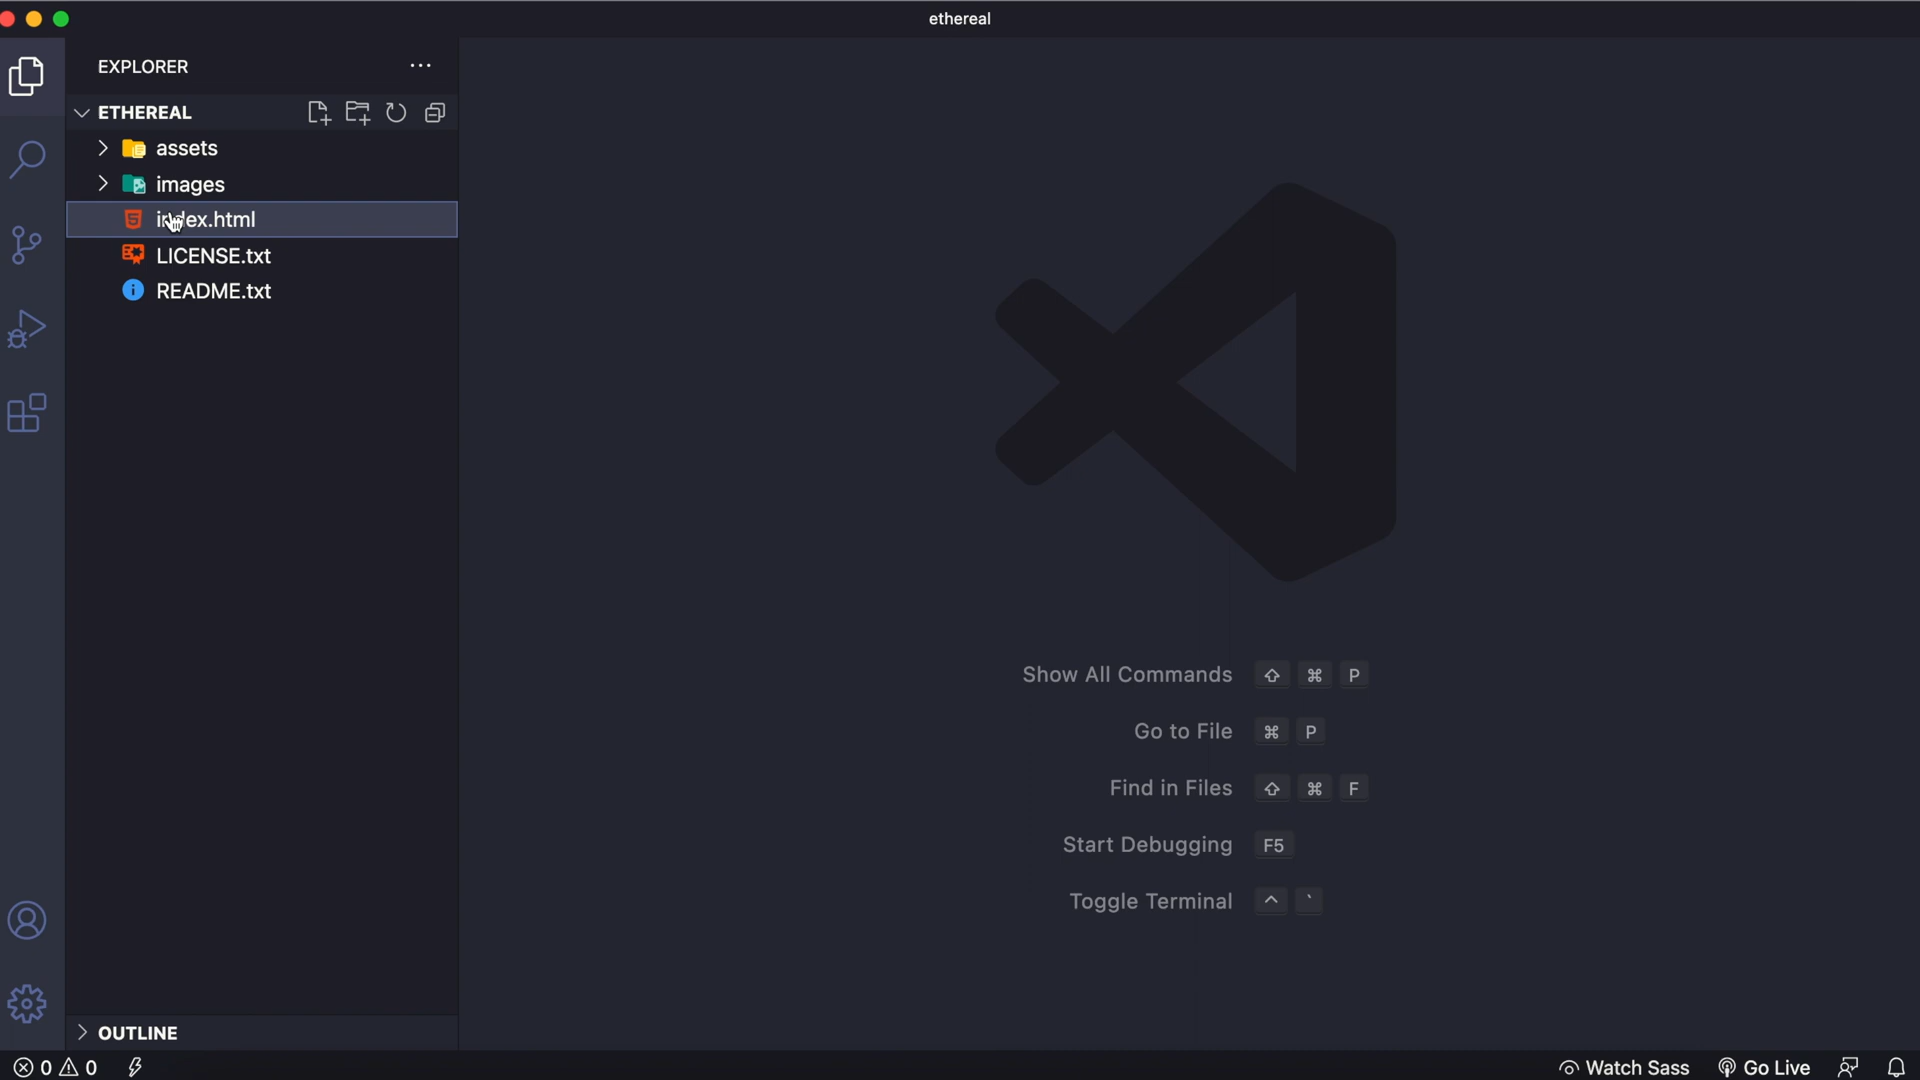 ethereal
EXPLORER
ETHEREAL
assets
images
index.html
LICENSE.txt
README.txt
Show All Commands ⇧ ⌘ P
Go to File ⌘ P
Find in Files ⇧ ⌘ F
Start Debugging F5
Toggle Terminal ^ `
OUTLINE
0 0 Watch Sass Go Live